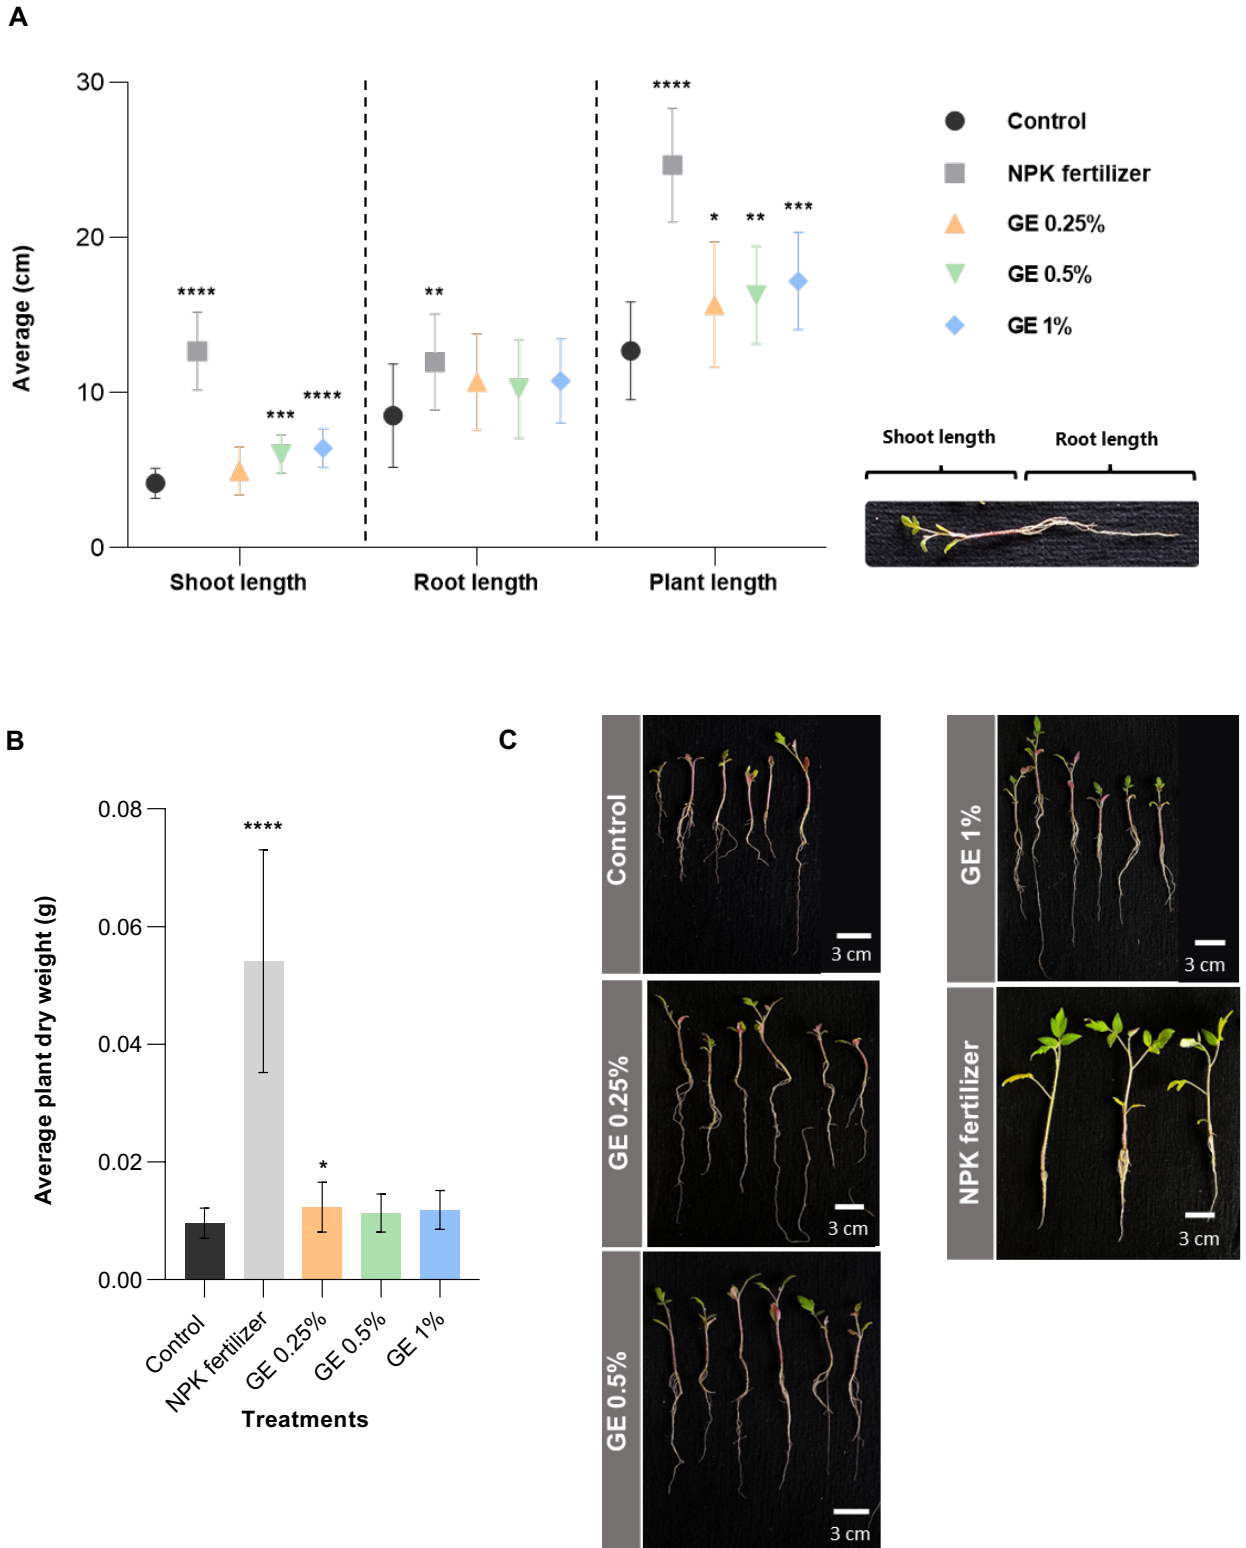 A
30
20
10
0
Average (cm)
****
***
****
**
****
*
**
***
Shoot length
Root length
Plant length
Control
NPK fertilizer
GE 0.25%
GE 0.5%
GE 1%
Shoot length
Root length
B
0.08
0.06
0.04
0.02
0.00
Average plant dry weight (g)
****
*
Control
NPK fertilizer
GE 0.25%
GE 0.5%
GE 1%
Treatments
C
Control
3 cm
GE 0.25%
3 cm
GE 0.5%
3 cm
GE 1%
3 cm
NPK fertilizer
3 cm